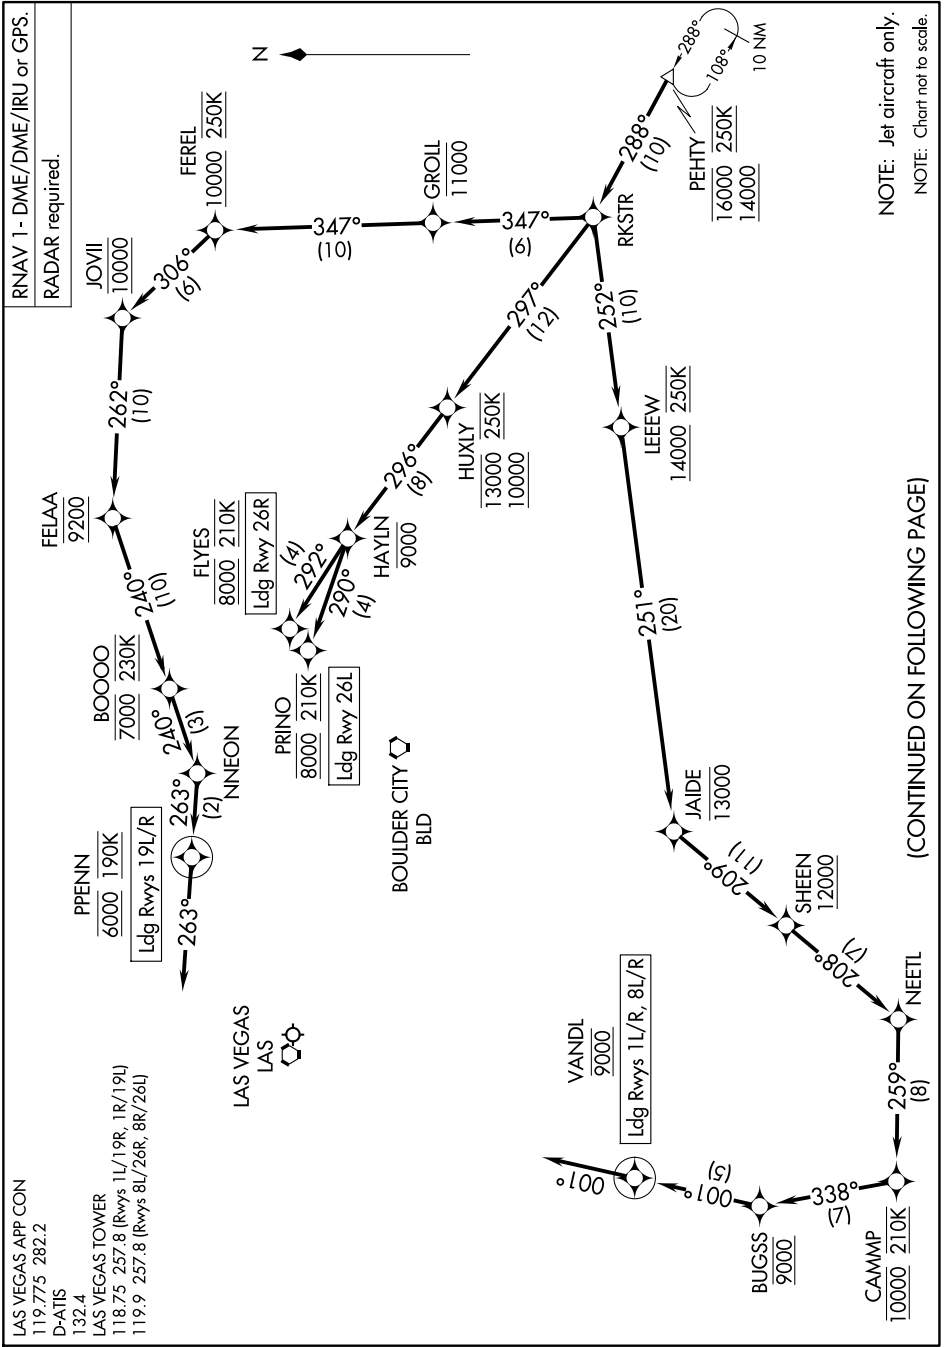 LAS VEGAS APP CON
119.775 282.2
D-ATIS
132.4
LAS VEGAS TOWER
118.75 257.8 (Rwys 1L/19R, 1R/19L)
119.9 257.8 (Rwys 8L/26R, 8R/26L)
RNAV 1 - DME/DME/IRU or GPS.
RADAR required.
N
PEHTY
16000 250K
14000
288°
108°
10 NM
288°
(10)
RKSTR
347°
(6)
GROLL
11000
347°
(10)
FEREL
10000 250K
306°
(6)
JOVII
10000
262°
(10)
FELAA
9200
240°
(10)
BOOOO
7000 230K
240°
(3)
NNEON
263°
(2)
PPENN
6000 190K
Ldg Rwys 19L/R
263°
297°
(12)
HUXLY
13000 250K
10000
296°
(8)
HAYLN
9000
292°
(4)
FLYES
8000 210K
Ldg Rwy 26R
290°
(4)
PRINO
8000 210K
Ldg Rwy 26L
BOULDER CITY
BLD
LAS VEGAS
LAS
252°
(10)
LEEEW
14000 250K
251°
(20)
JAIDE
13000
209°
(11)
SHEEN
12000
208°
(7)
NEETL
259°
(8)
CAMMP
10000 210K
338°
(7)
BUGSS
9000
001°
(5)
VANDL
9000
Ldg Rwys 1L/R, 8L/R
001°
NOTE: Jet aircraft only.
NOTE: Chart not to scale.
(CONTINUED ON FOLLOWING PAGE)